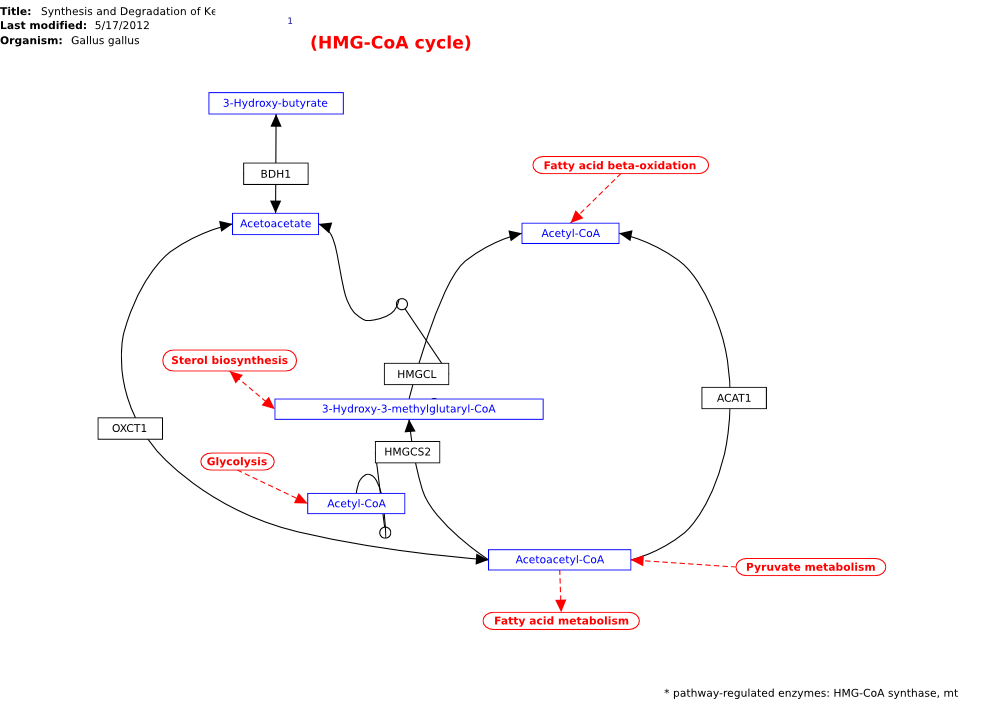 Title: Synthesis and Degradation of Ke
Last modified: 5/17/2012
Organism: Gallus gallus
1
(HMG-CoA cycle)
3-Hydroxy-butyrate
BDH1
Fatty acid beta-oxidation
Acetoacetate
Acetyl-CoA
Sterol biosynthesis
HMGCL
ACAT1
3-Hydroxy-3-methylglutaryl-CoA
OXCT1
HMGCS2
Glycolysis
Acetyl-CoA
Acetoacetyl-CoA
Pyruvate metabolism
Fatty acid metabolism
* pathway-regulated enzymes: HMG-CoA synthase, mt